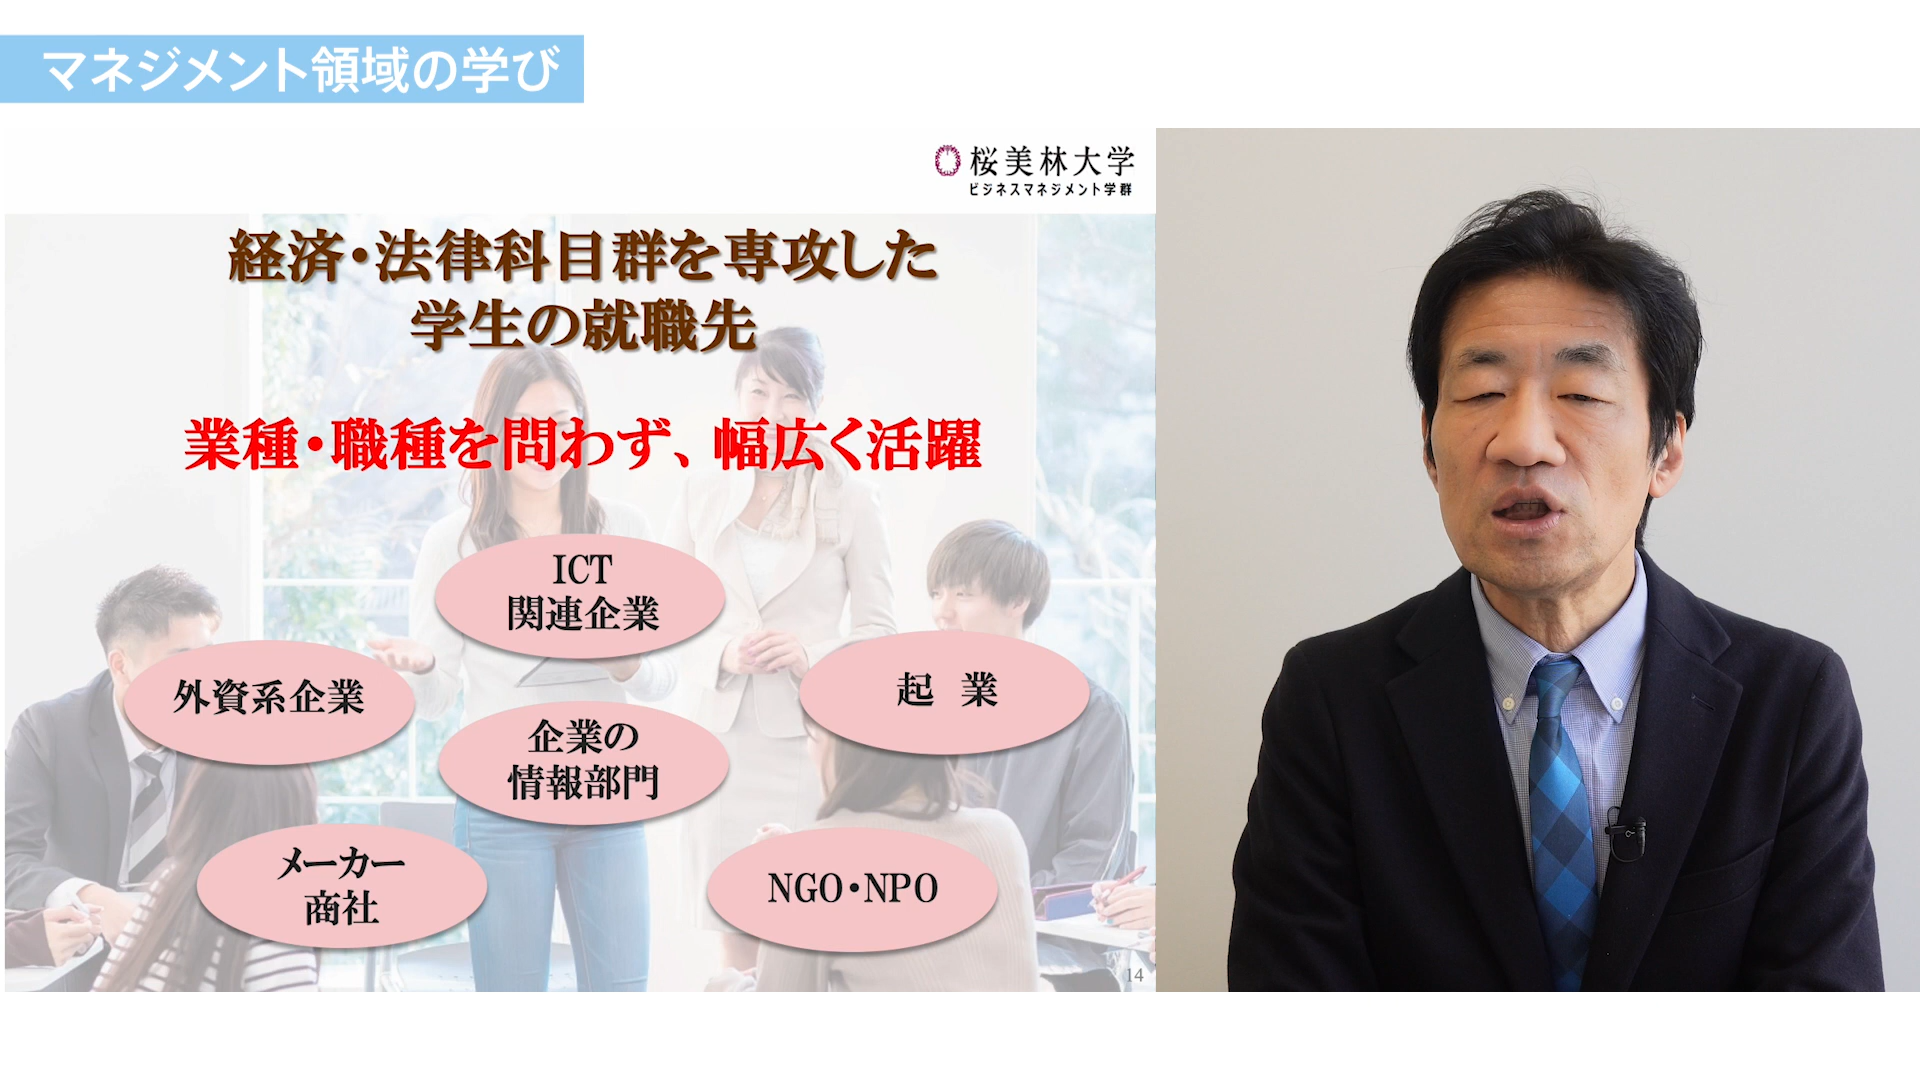 マネジメント領域の学び
桜美林大学
ビジネスマネジメント学群
経済・法律科目群を専攻した
学生の就職先
業種・職種を問わず、幅広く活躍
ICT
関連企業
外資系企業
起 業
企業の
情報部門
メーカー
商社
NGO・NPO
14